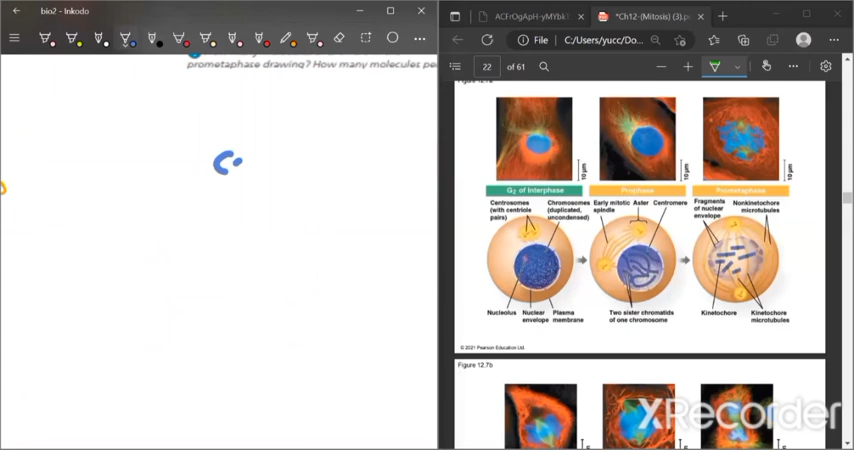 bio2 - Inkodo
prometaphase drawing? How many molecules pe
ACFrOgApH-yMYbk
*Ch12-(Mitosis) (3).p
File C:/Users/yucc/Do...
22 of 61
10 µm
10 µm
10 µm
G2 of Interphase Prophase Prometaphase
Centrosomes (with centriole pairs)
Chromosomes (duplicated, uncondensed)
Early mitotic spindle
Aster
Centromere
Fragments of nuclear envelope
Nonkinetochore microtubules
Nucleolus
Nuclear envelope
Plasma membrane
Two sister chromatids of one chromosome
Kinetochore
Kinetochore microtubules
© 2021 Pearson Education Ltd.
Figure 12.7b
XRecorder